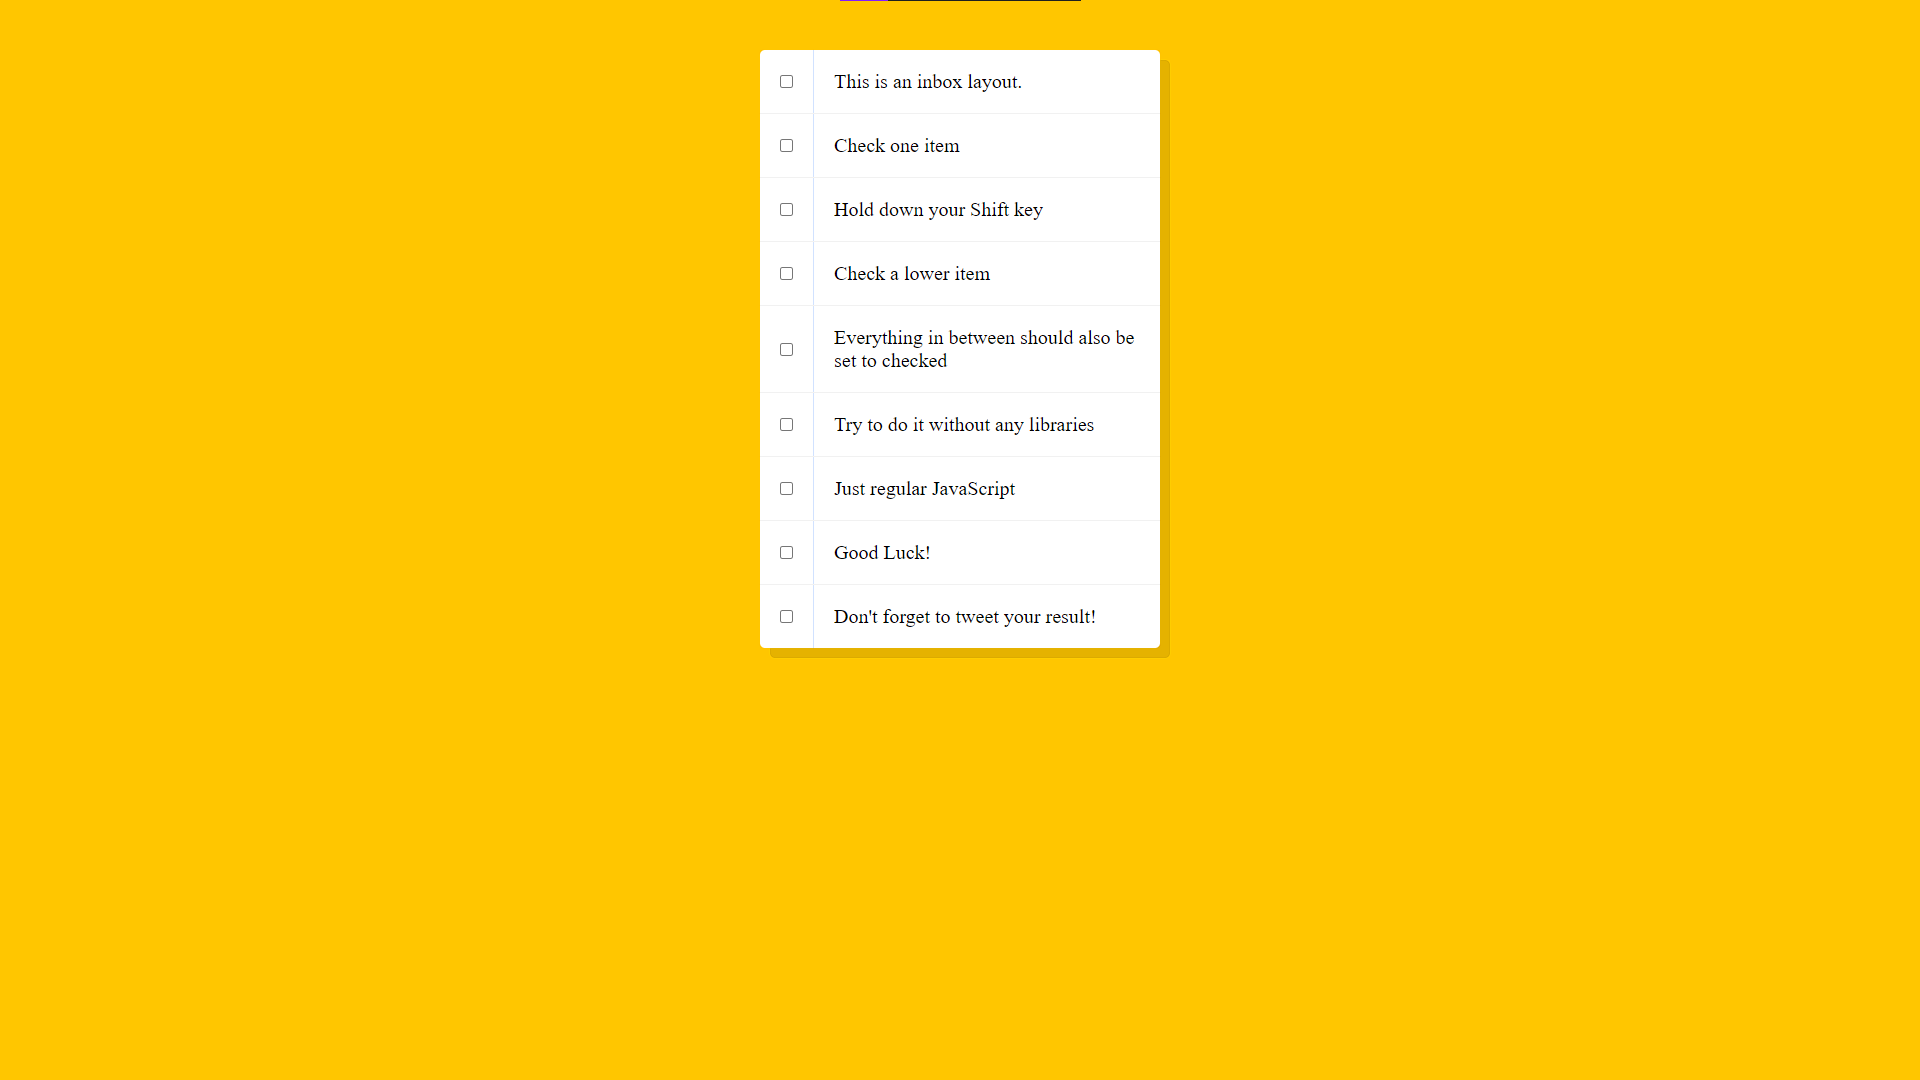 This is an inbox layout.
Check one item
Hold down your Shift key
Check a lower item
Everything in between should also be
set to checked
Try to do it without any libraries
Just regular JavaScript
Good Luck!
Don't forget to tweet your result!